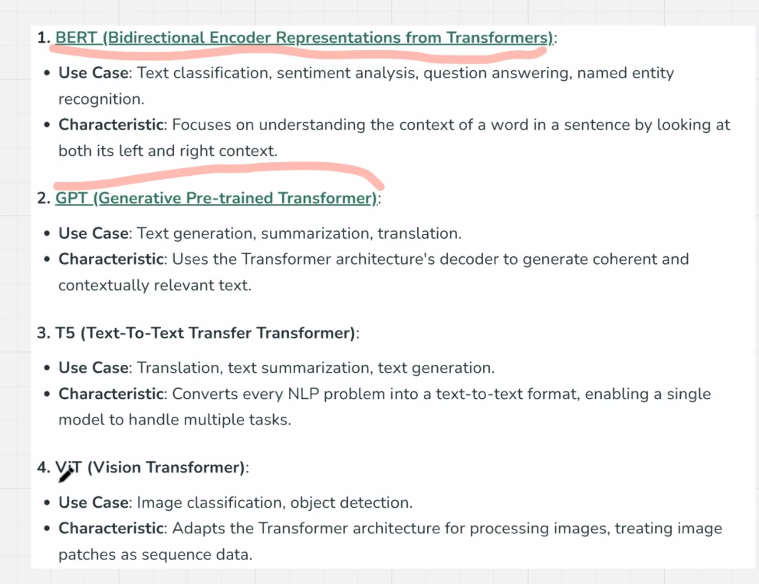 1. BERT (Bidirectional Encoder Representations from Transformers):
• Use Case: Text classification, sentiment analysis, question answering, named entity
recognition.
• Characteristic: Focuses on understanding the context of a word in a sentence by looking at
both its left and right context.
2. GPT (Generative Pre-trained Transformer):
• Use Case: Text generation, summarization, translation.
• Characteristic: Uses the Transformer architecture's decoder to generate coherent and
contextually relevant text.
3. T5 (Text-To-Text Transfer Transformer):
• Use Case: Translation, text summarization, text generation.
• Characteristic: Converts every NLP problem into a text-to-text format, enabling a single
model to handle multiple tasks.
4. ViT (Vision Transformer):
• Use Case: Image classification, object detection.
• Characteristic: Adapts the Transformer architecture for processing images, treating image
patches as sequence data.